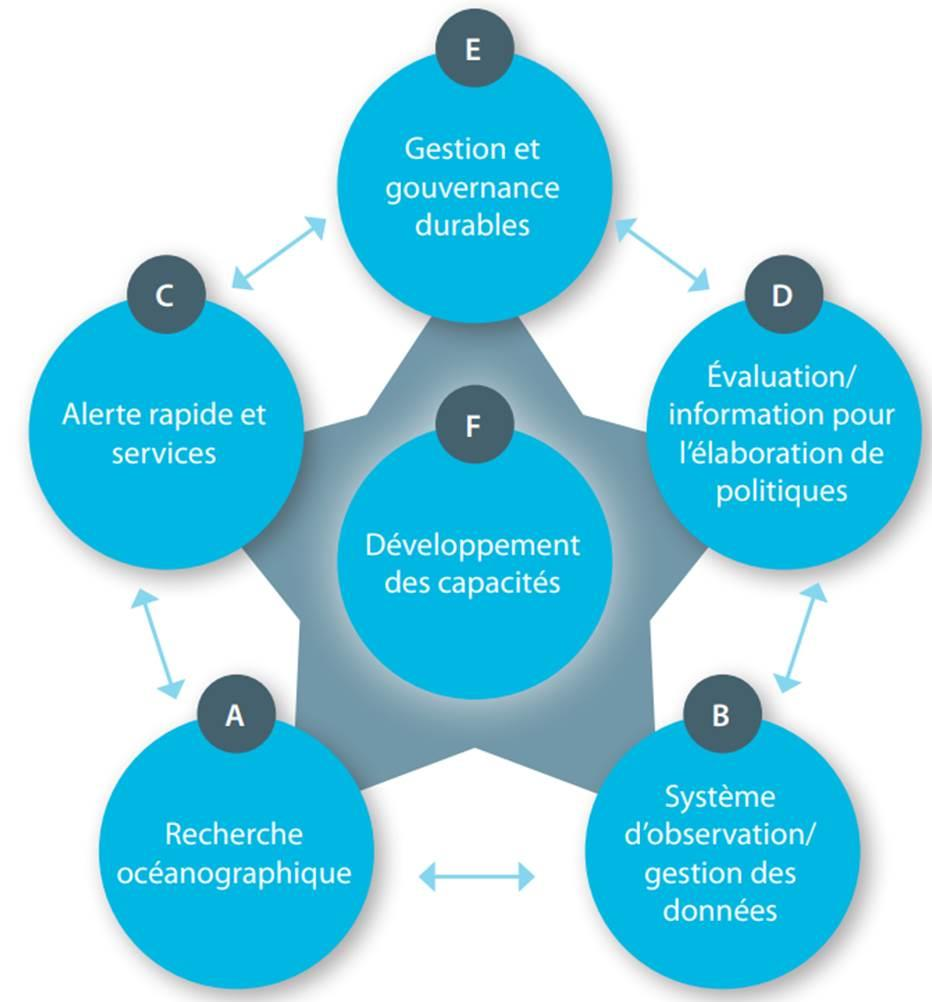 E
Gestion et
gouvernance
durables
C
Alerte rapide et
services
D
Évaluation/
information pour
l'élaboration de
politiques
F
Développement
des capacités
A
Recherche
océanographique
B
Système
d'observation/
gestion des
données